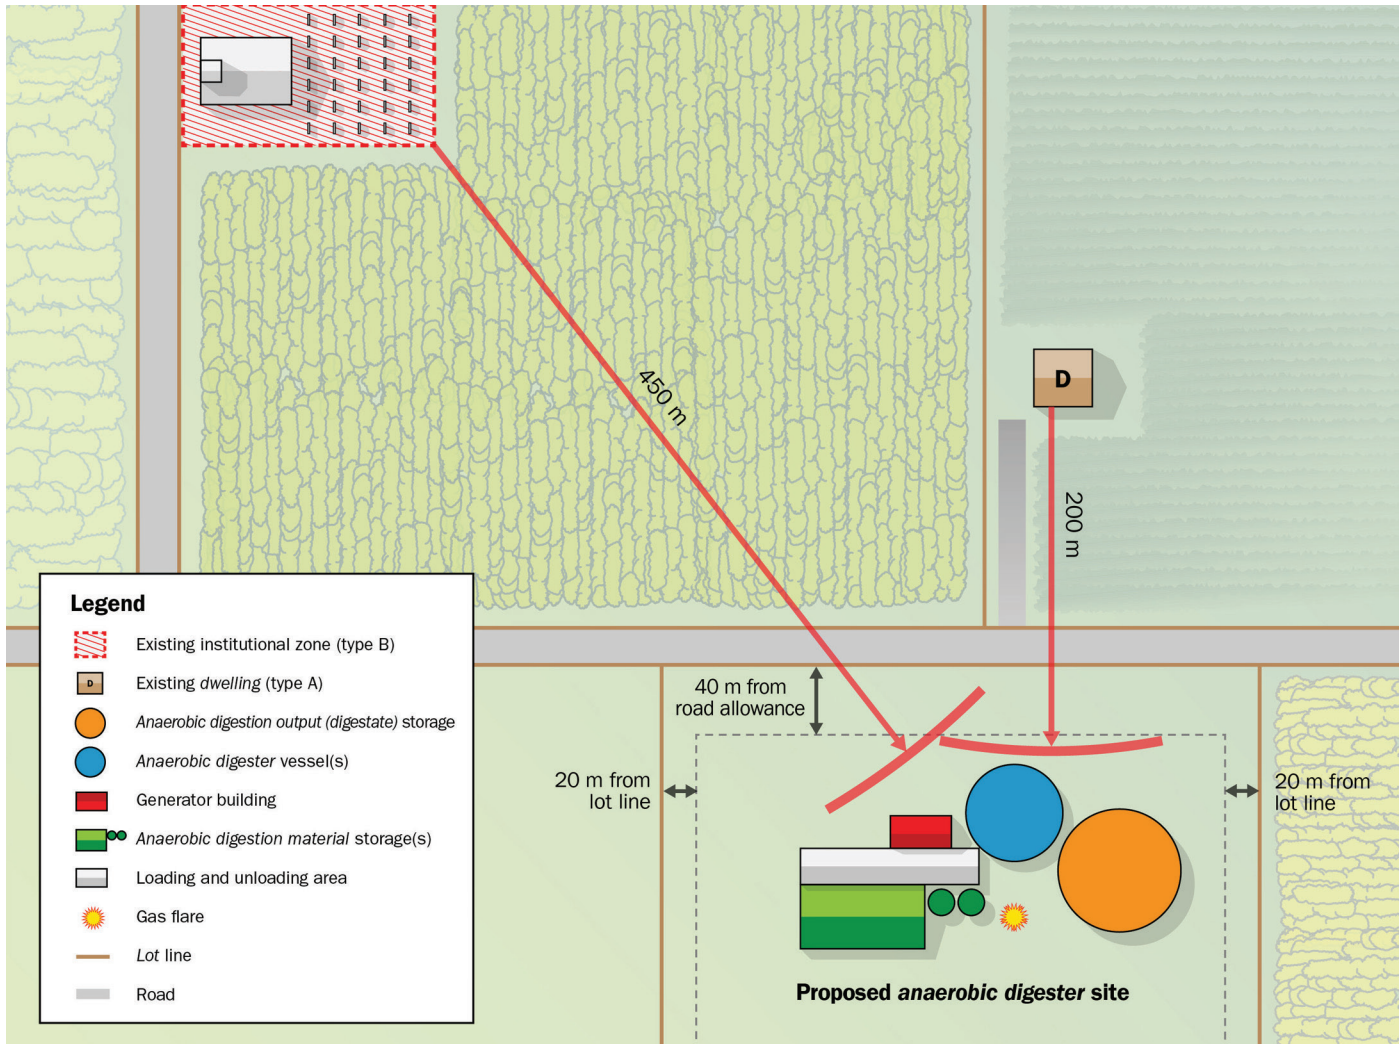 D
450 m
200 m
Legend
Existing institutional zone (type B)
D
Existing dwelling (type A)
Anaerobic digestion output (digestate) storage
Anaerobic digester vessel(s)
Generator building
Anaerobic digestion material storage(s)
Loading and unloading area
Gas flare
Lot line
Road
40 m from
road allowance
20 m from
lot line
20 m from
lot line
Proposed anaerobic digester site